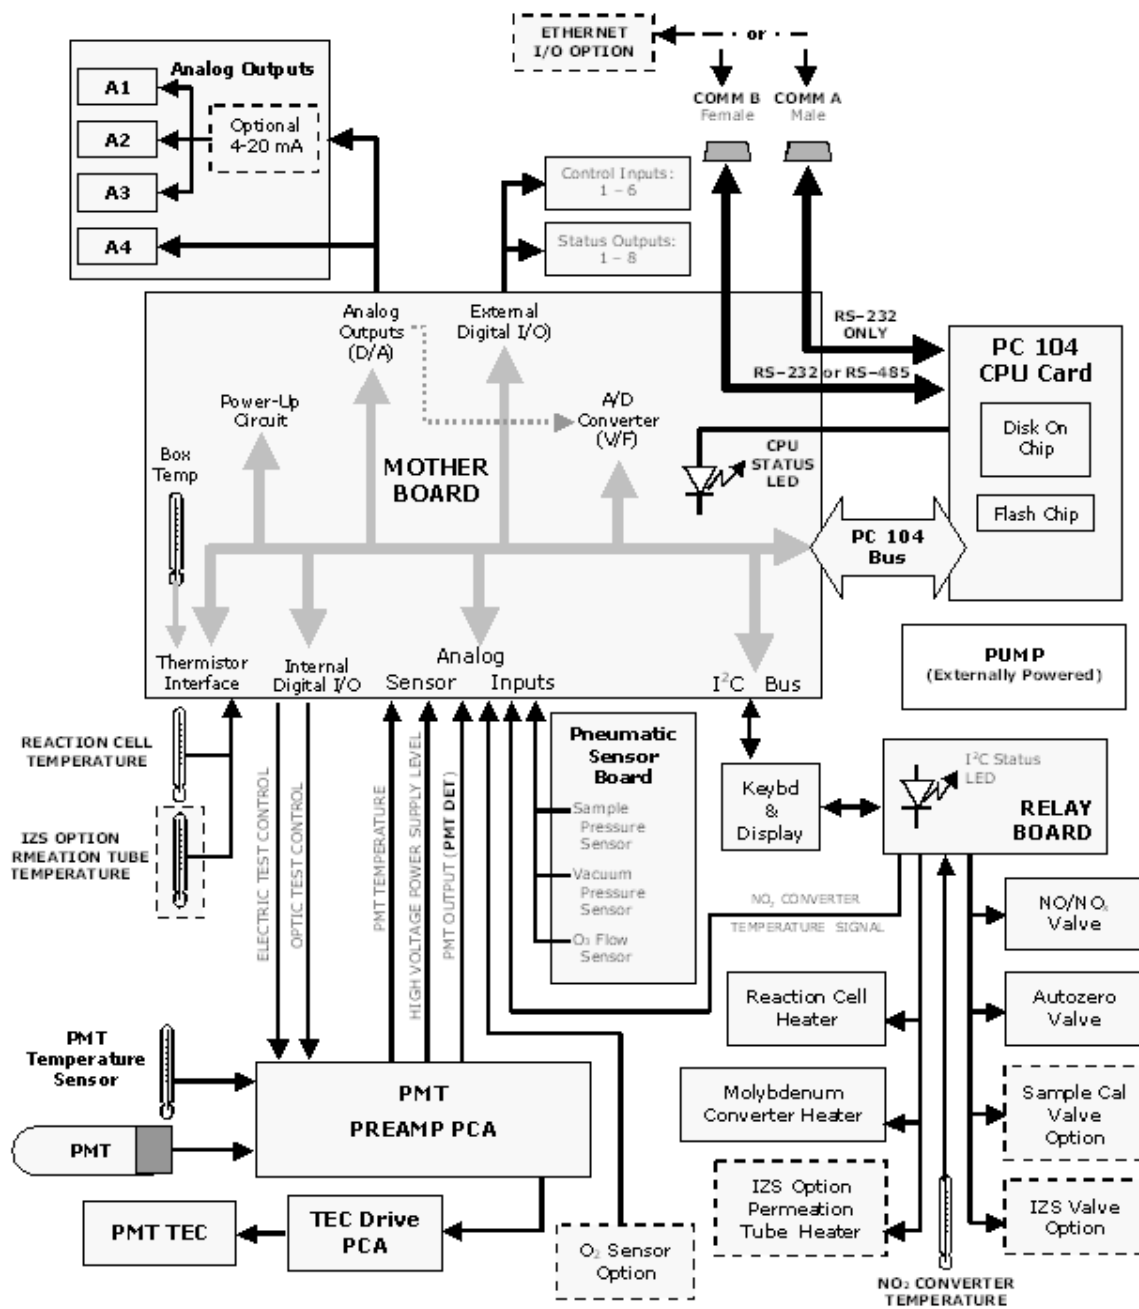 ETHERNET
I/O OPTION
or
Analog Outputs
A1
A2
A3
A4
Optional
4-20 mA
COMM B
Female
COMM A
Male
Control Inputs:
1 – 6
Status Outputs:
1 – 8
Analog
Outputs
(D/A)
External
Digital I/O)
RS–232
ONLY
RS–232 or RS–485
PC 104
CPU Card
Disk On
Chip
Flash Chip
Power-Up
Circuit
A/D
Converter
(V/F)
Box
Temp
MOTHER
BOARD
CPU
STATUS
LED
PC 104
Bus
Thermistor
Interface
Internal
Digital I/O
Analog
Sensor Inputs
I²C Bus
PUMP
(Externally Powered)
REACTION CELL
TEMPERATURE
IZS OPTION
RMEATION TUBE
TEMPERATURE
ELECTRIC TEST CONTROL
OPTIC TEST CONTROL
PMT TEMPERATURE
HIGH VOLTAGE POWER SUPPLY LEVEL
PMT OUTPUT (PMT DET)
Pneumatic
Sensor
Board
Sample
Pressure
Sensor
Vacuum
Pressure
Sensor
O₃ Flow
Sensor
Keybd
&
Display
I²C Status
LED
RELAY
BOARD
NO₂ CONVERTER
TEMPERATURE SIGNAL
NO/NOₓ
Valve
Reaction Cell
Heater
Autozero
Valve
PMT
Temperature
Sensor
PMT
PREAMP PCA
Molybdenum
Converter Heater
Sample Cal
Valve
Option
PMT
IZS Option
Permeation
Tube Heater
IZS Valve
Option
PMT TEC
TEC Drive
PCA
O₂ Sensor
Option
NO₂ CONVERTER
TEMPERATURE